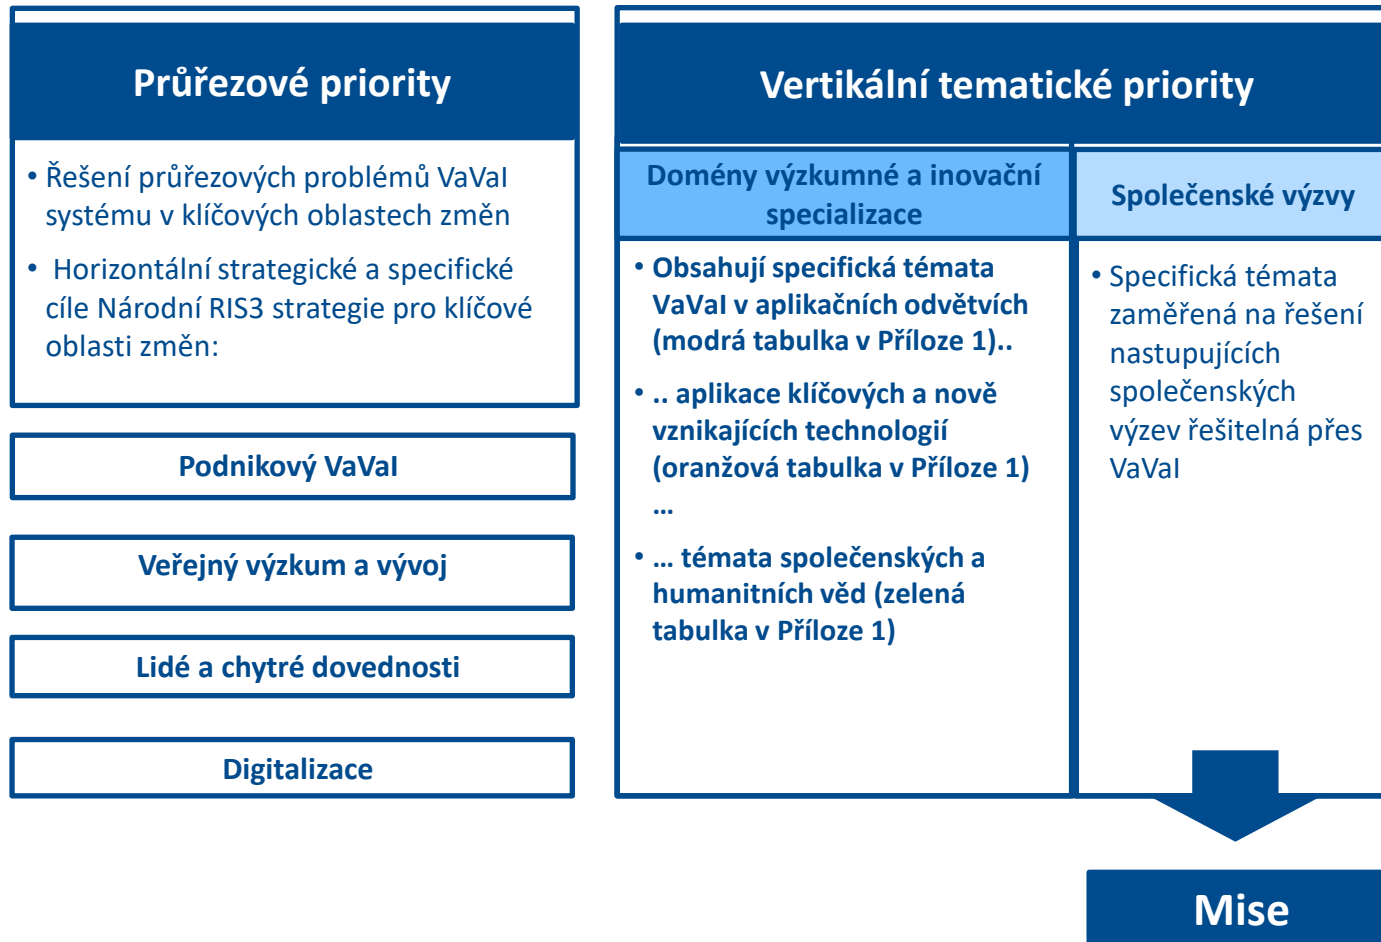 Průřezové priority
• Řešení průřezových problémů VaVaI
systému v klíčových oblastech změn
• Horizontální strategické a specifické
cíle Národní RIS3 strategie pro klíčové
oblasti změn:
Podnikový VaVaI
Veřejný výzkum a vývoj
Lidé a chytré dovednosti
Digitalizace
Vertikální tematické priority
Domény výzkumné a inovační
specializace
• Obsahují specifická témata
VaVaI v aplikačních odvětvích
(modrá tabulka v Příloze 1)..
• .. aplikace klíčových a nově
vznikajících technologií
(oranžová tabulka v Příloze 1)
...
• ... témata společenských a
humanitních věd (zelená
tabulka v Příloze 1)
Společenské výzvy
• Specifická témata
zaměřená na řešení
nastupujících
společenských
výzev řešitelná přes
VaVaI
Mise